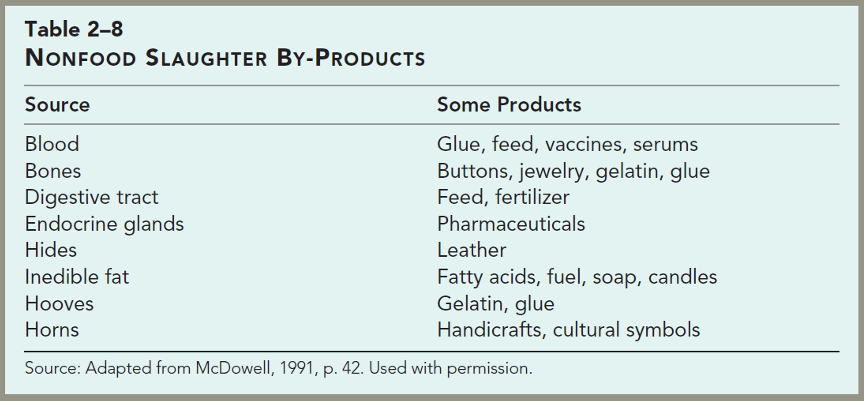 Table 2–8
Nonfood Slaughter By-Products
Source Some Products
Blood Glue, feed, vaccines, serums
Bones Buttons, jewelry, gelatin, glue
Digestive tract Feed, fertilizer
Endocrine glands Pharmaceuticals
Hides Leather
Inedible fat Fatty acids, fuel, soap, candles
Hooves Gelatin, glue
Horns Handicrafts, cultural symbols
Source: Adapted from McDowell, 1991, p. 42. Used with permission.